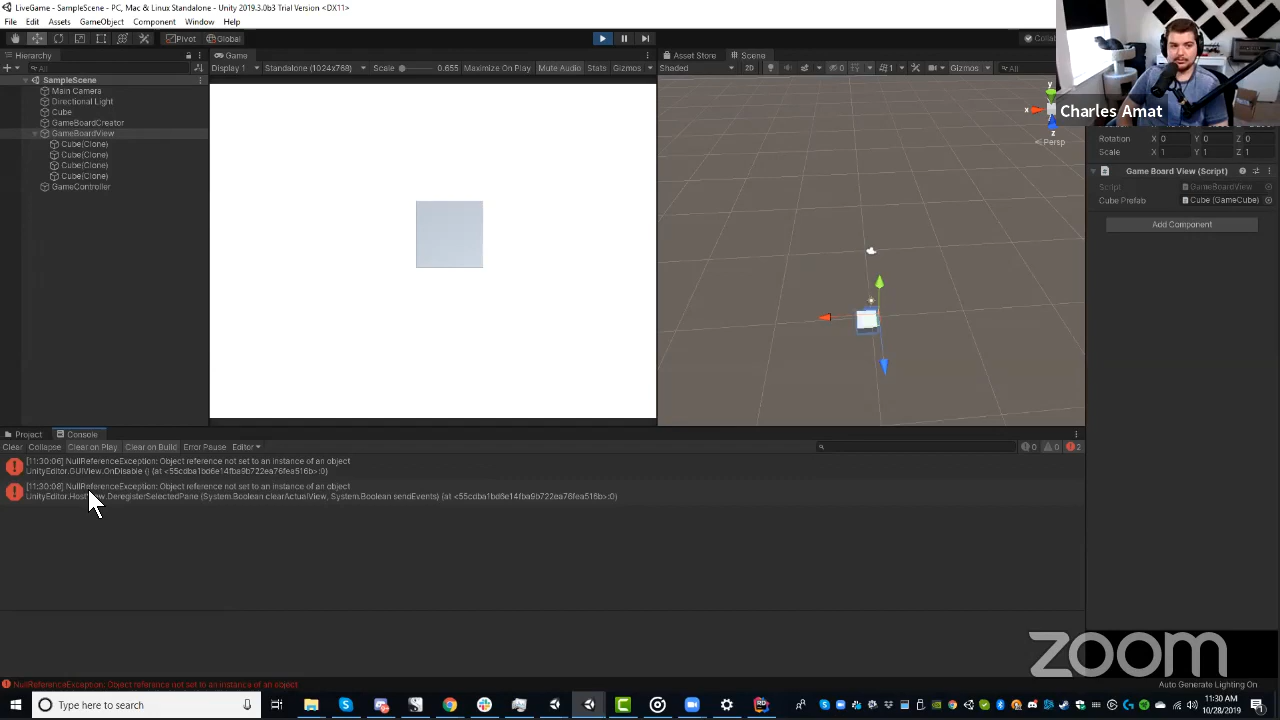 LiveGame - SampleScene - PC, Mac & Linux Standalone - Unity 2019.3.0b3 Trial Version <DX11>
File Edit Assets GameObject Component Window Help
Pivot Global
Hierarchy
All
SampleScene
Main Camera
Directional Light
Cube
GameBoardCreator
GameBoardView
Cube(Clone)
Cube(Clone)
Cube(Clone)
Cube(Clone)
GameController
Game
Display 1 Standalone (1024x768) Scale 0.655 Maximize On Play Mute Audio Stats Gizmos
Asset Store Scene
Shaded 2D 0 1 Gizmos All
y
x
z
< Persp
Charles Amat
Rotation X 0 Y 0 Z 0
Scale X 1 Y 1 Z 1
Game Board View (Script)
Script GameBoardView
Cube Prefab Cube (GameCube)
Add Component
Project Console
Clear Collapse Clear on Play Clear on Build Error Pause Editor
0 0 2
[11:30:06] NullReferenceException: Object reference not set to an instance of an object
UnityEditor.GUIView.OnDisable () (at <55cdba1bd6e14fba9b722ea76fea516b>:0)
[11:30:08] NullReferenceException: Object reference not set to an instance of an object
DeregisterSelectedPane (System.Boolean clearActualView, System.Boolean sendEvents) (at <55cdba1bd6e14fba9b722ea76fea516b>:0)
zoom
NullReferenceException: Object reference not set to an instance of an object
Auto Generate Lighting On
Type here to search
11:30 AM
10/28/2019